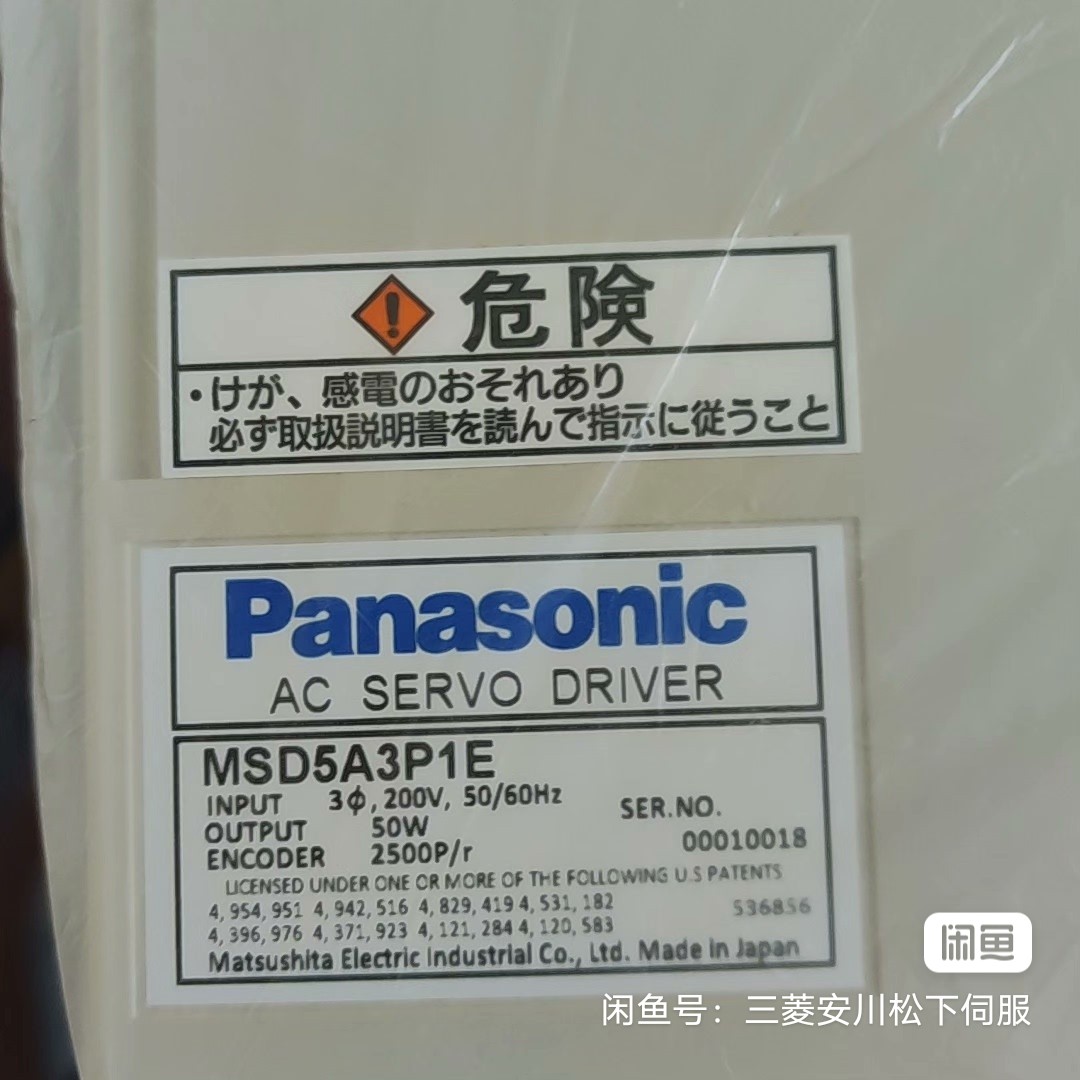 危険
・けが、感電のおそれあり
必ず取扱説明書を読んで指示に従うこと
Panasonic
AC SERVO DRIVER
MSD5A3P1E
INPUT 3ϕ, 200V, 50/60Hz
SER.NO.
OUTPUT 50W
00010018
ENCODER 2500P/r
LICENSED UNDER ONE OR MORE OF THE FOLLOWING U.S PATENTS
4, 954, 951 4, 942, 516 4, 829, 419 4, 531, 182
536856
4, 396, 976 4, 371, 923 4, 121, 284 4, 120, 583
Matsushita Electric Industrial Co., Ltd. Made in Japan
闲鱼
闲鱼号：三菱安川松下伺服